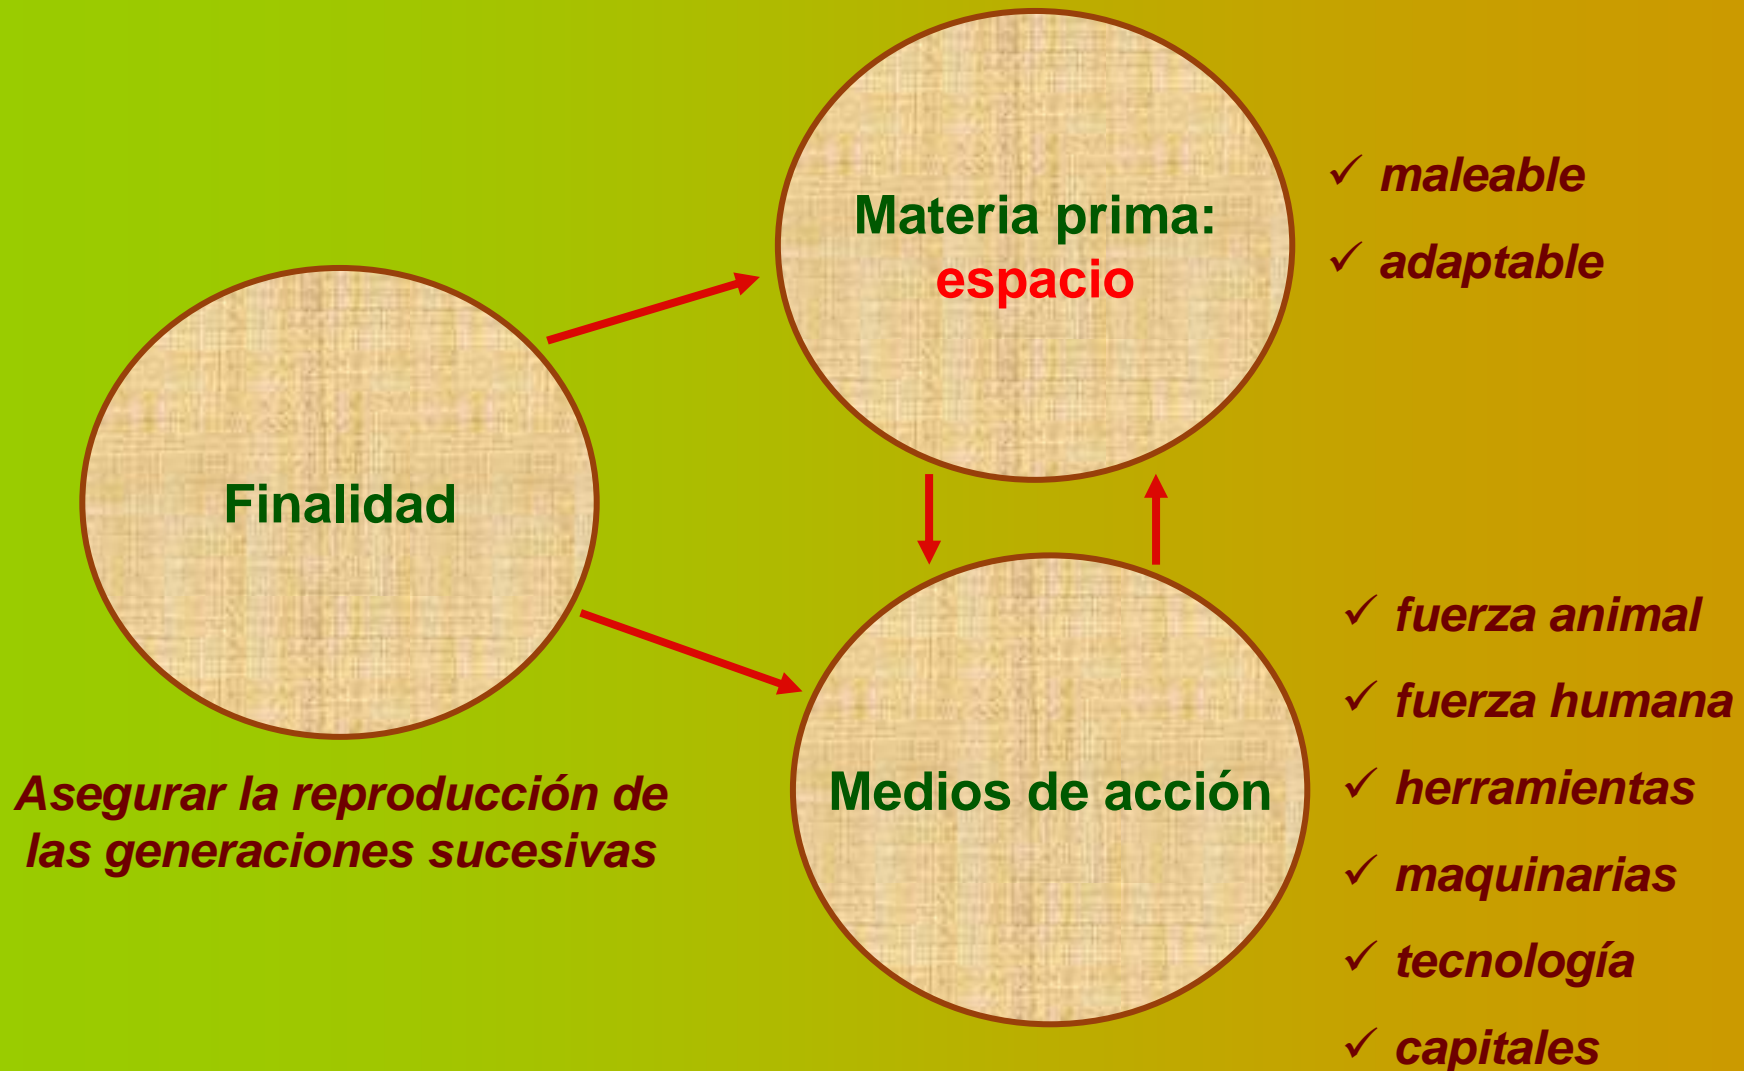 Materia prima:
espacio
✓ maleable
✓ adaptable
Finalidad
Asegurar la reproducción de
las generaciones sucesivas
Medios de acción
✓ fuerza animal
✓ fuerza humana
✓ herramientas
✓ maquinarias
✓ tecnología
✓ capitales